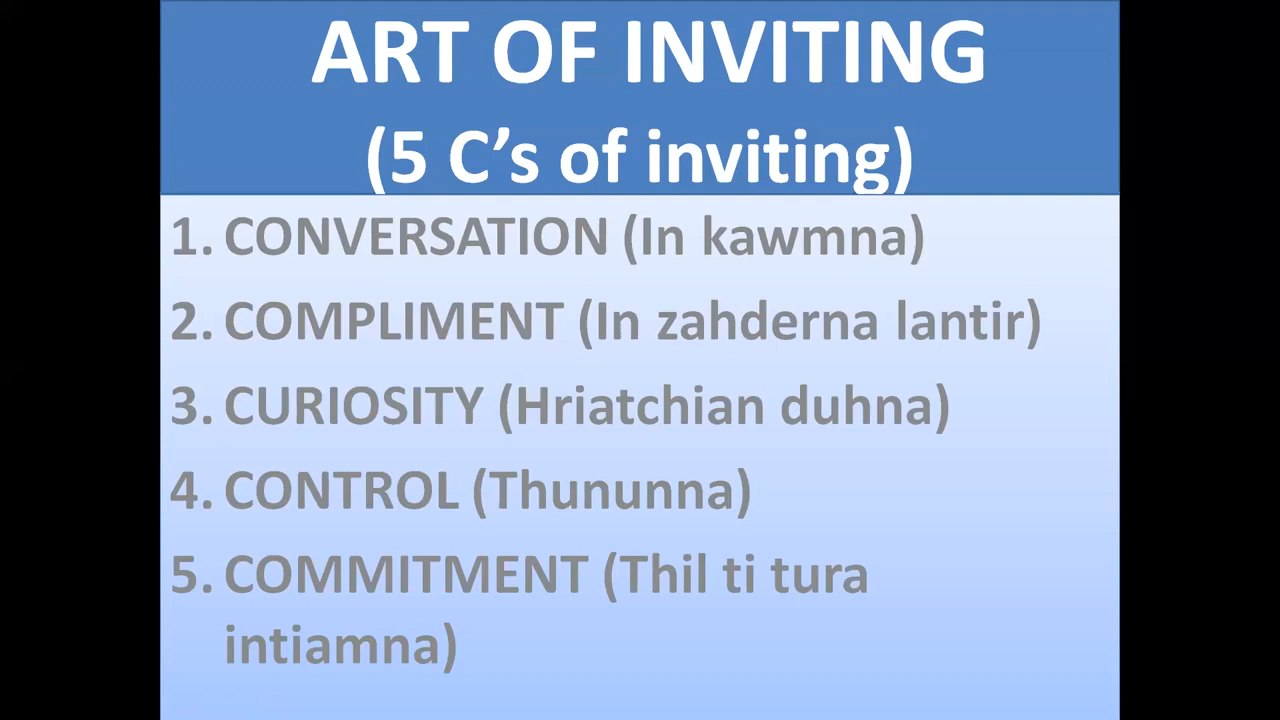 ART OF INVITING
(5 C’s of inviting)
1. CONVERSATION (In kawmna)
2. COMPLIMENT (In zahderna lantir)
3. CURIOSITY (Hriatchian duhna)
4. CONTROL (Thununna)
5. COMMITMENT (Thil ti tura
intiamna)